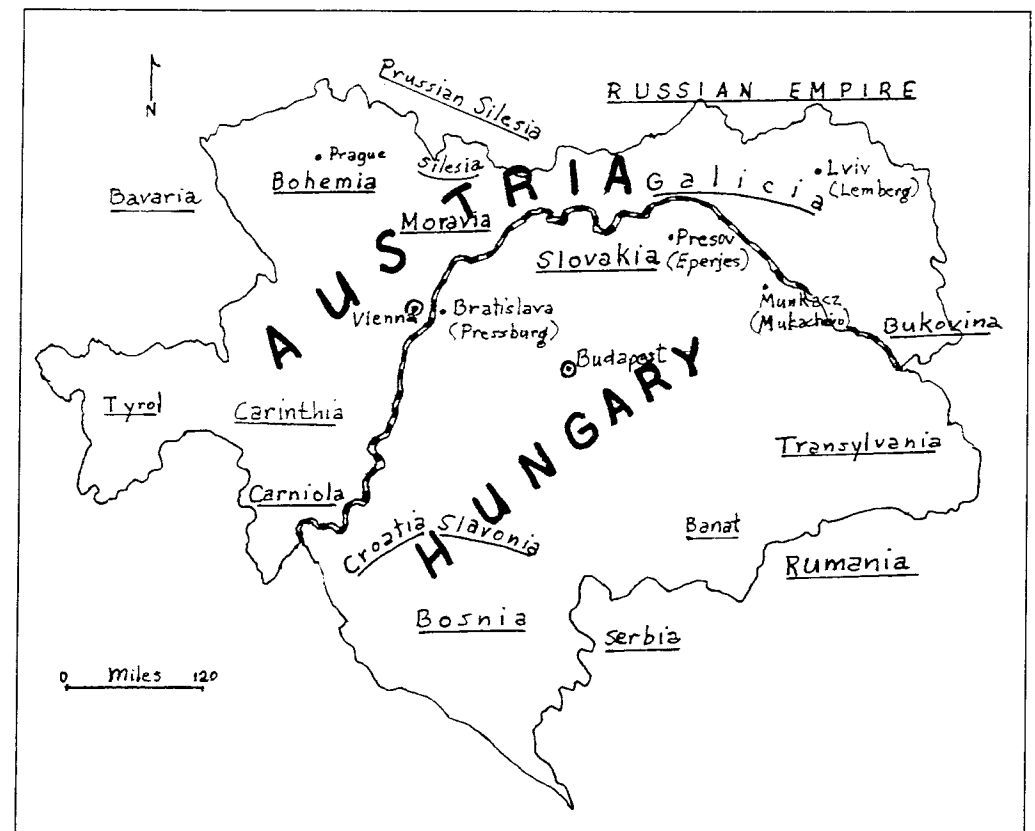 Prussian Silesia
RUSSIAN EMPIRE
N
Prague
Bohemia
Silesia
Bavaria
Galicia
Lviv
(Lemberg)
Moravia
AUSTRIA
Slovakia
Presov
(Eperjes)
Vienna
Bratislava
(Pressburg)
Munkacz
(Mukachevo)
Bukovina
Budapest
Tyrol
Carinthia
HUNGARY
Transylvania
Carniola
Croatia Slavonia
Banat
Rumania
Bosnia
Serbia
0 miles 120